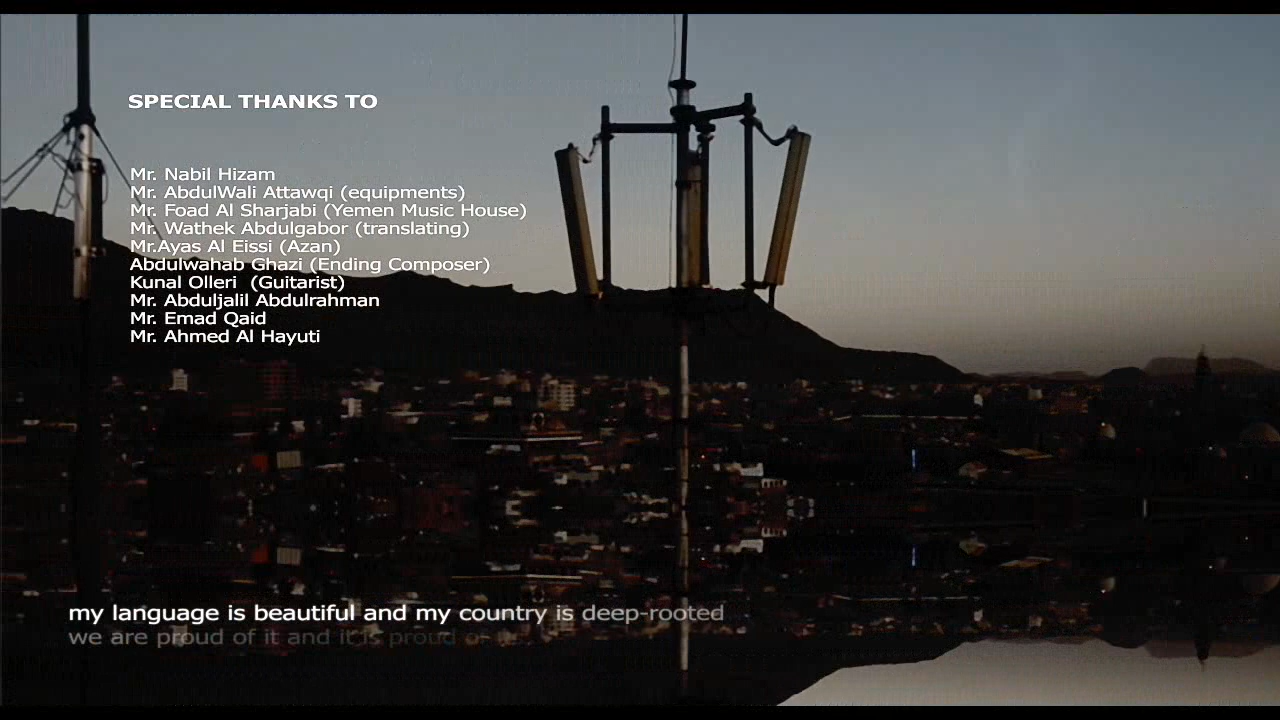 SPECIAL THANKS TO
Mr. Nabil Hizam
Mr. AbdulWali Attawqi (equipments)
Mr. Foad Al Sharjabi (Yemen Music House)
Mr. Wathek Abdulgabor (translating)
Mr.Ayas Al Eissi (Azan)
Abdulwahab Ghazi (Ending Composer)
Kunal Olleri (Guitarist)
Mr. Abduljalil Abdulrahman
Mr. Emad Qaid
Mr. Ahmed Al Hayuti
my language is beautiful and my country is deep-rooted
we are proud of it and it is proud of